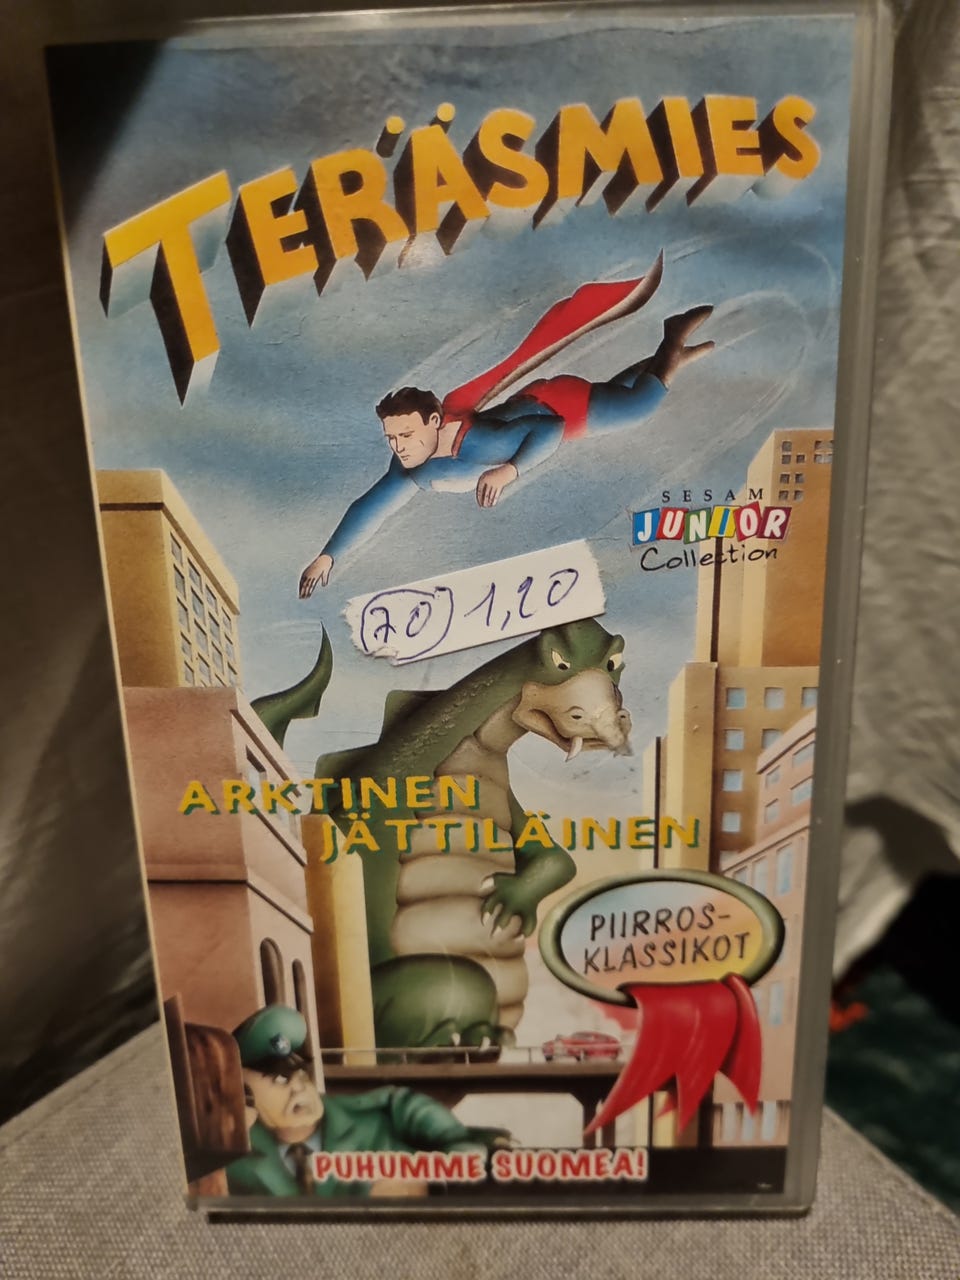 TERÄSMIES
SESAM
JUNIOR
Collection
70 1,20
ARKTINEN
JÄTTILÄINEN
PIIRROS-
KLASSIKOT
PUHUMME SUOMEA!